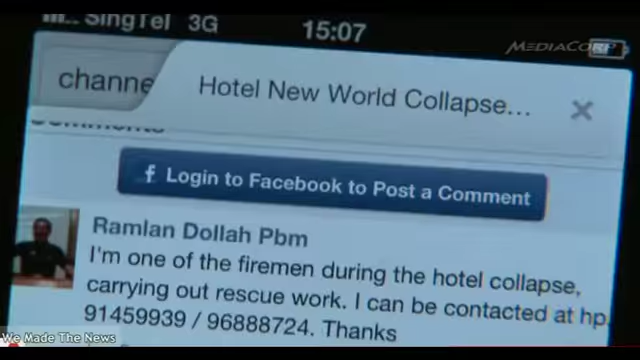 SingTel 3G 15:07
MEDIACORP
channe
Hotel New World Collapse...
Comments
f Login to Facebook to Post a Comment
Ramlan Dollah Pbm
I'm one of the firemen during the hotel collapse,
carrying out rescue work. I can be contacted at hp.
91459939 / 96888724. Thanks
We Made The News